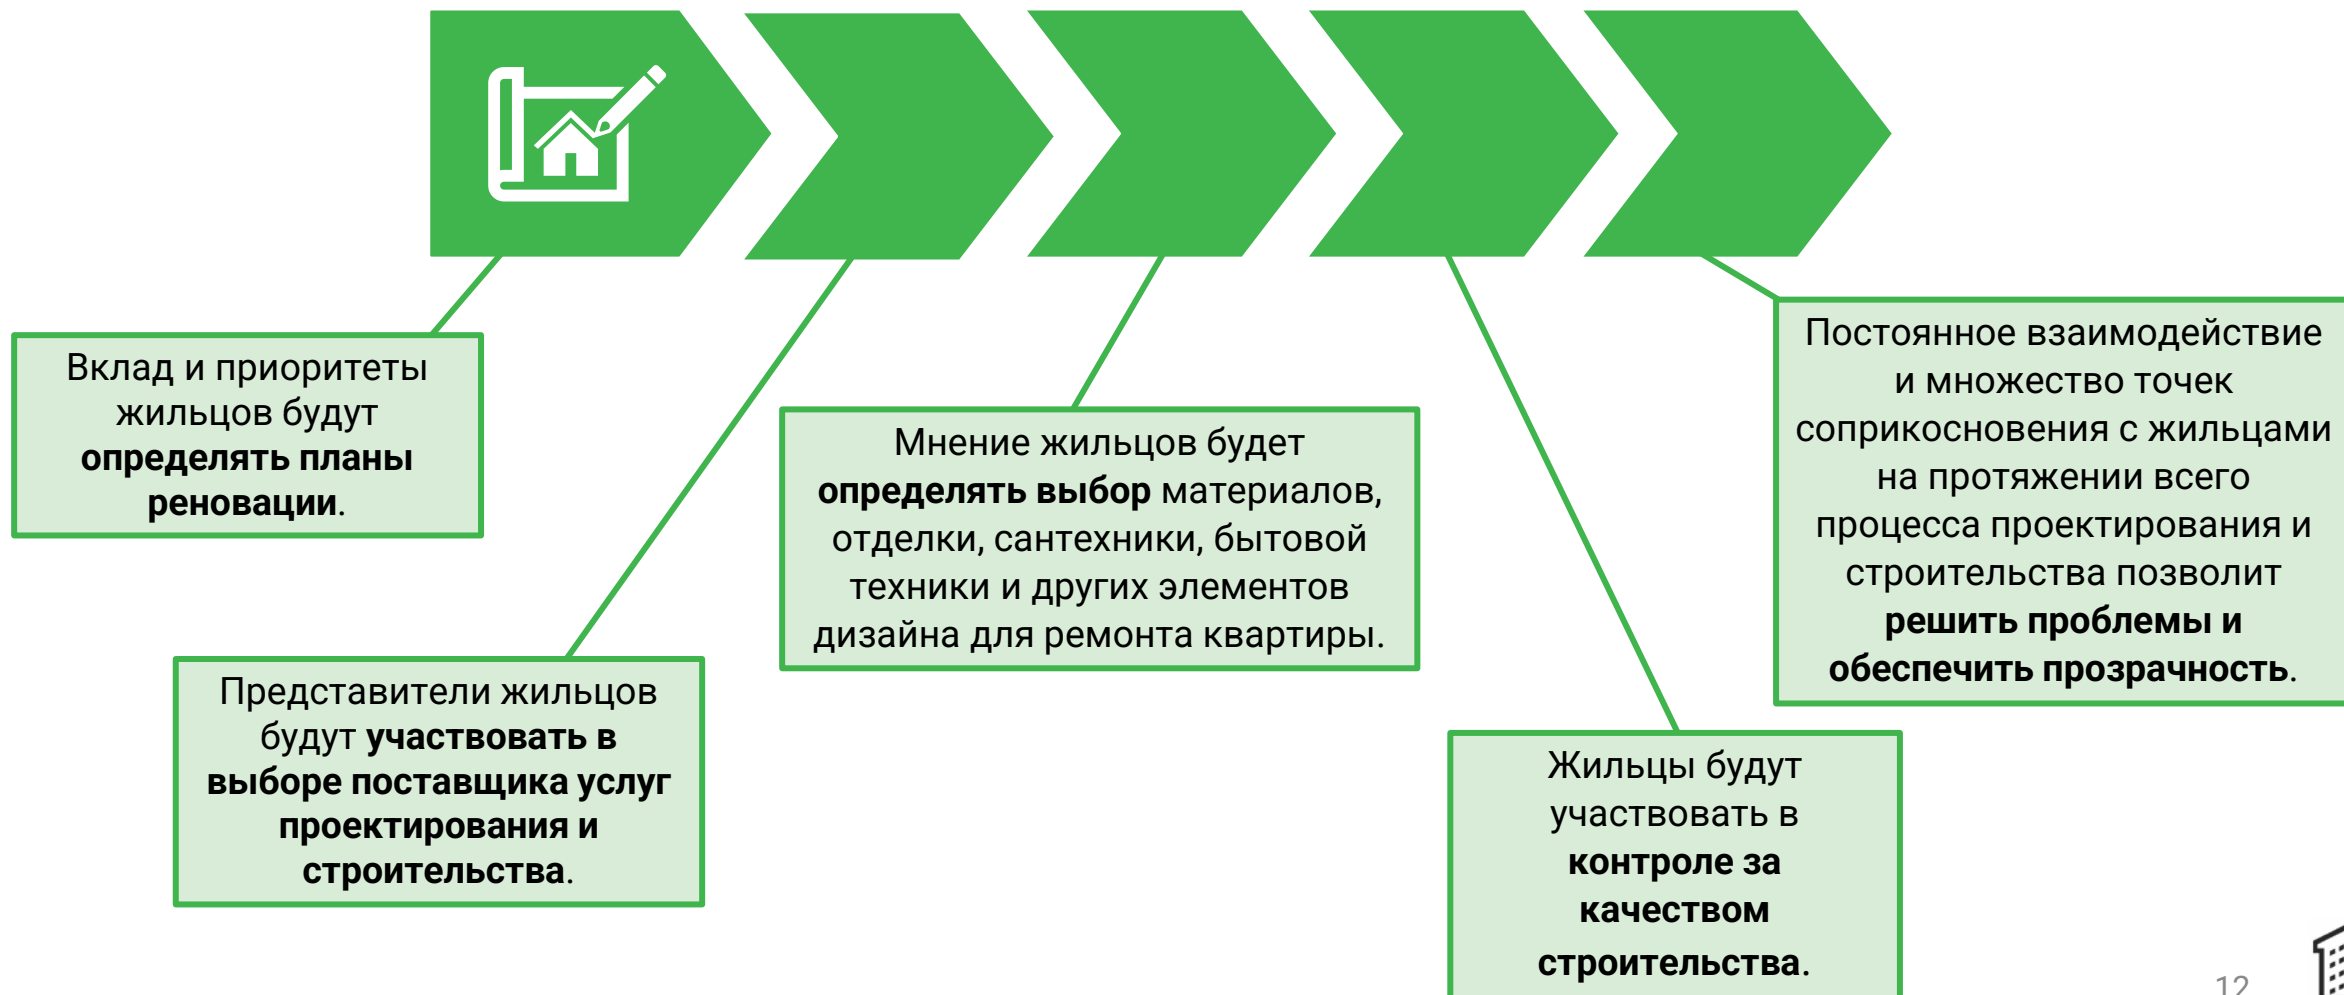 Вклад и приоритеты
жильцов будут
определять планы
реновации.
Представители жильцов
будут участвовать в
выборе поставщика услуг
проектирования и
строительства.
Мнение жильцов будет
определять выбор материалов,
отделки, сантехники, бытовой
техники и других элементов
дизайна для ремонта квартиры.
Жильцы будут
участвовать в
контроле за
качеством
строительства.
Постоянное взаимодействие
и множество точек
соприкосновения с жильцами
на протяжении всего
процесса проектирования и
строительства позволит
решить проблемы и
обеспечить прозрачность.
12